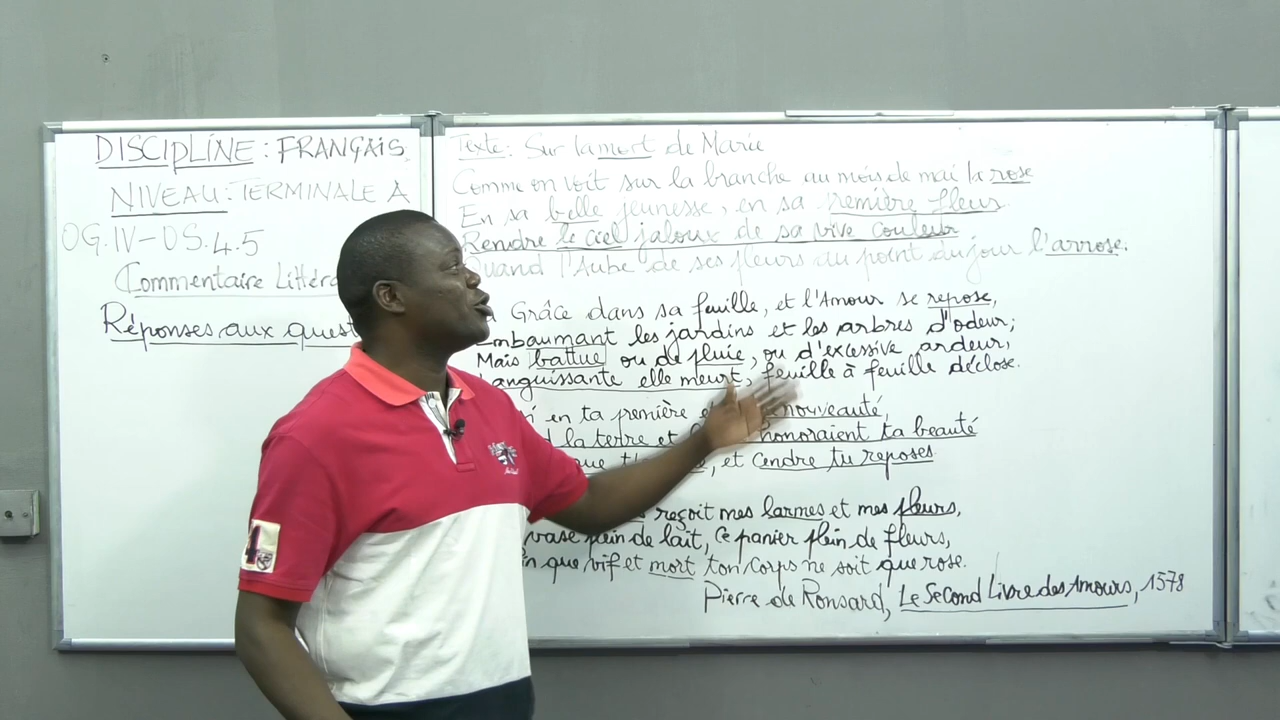 DISCIPLINE : FRANÇAIS
NIVEAU : TERMINALE A
OG.IV-OS.4.5
Commentaire Littéra
Réponses aux quest
Texte : Sur la mort de Marie
Comme on voit sur la branche au mois de mai la rose
En sa belle jeunesse, en sa première fleur
Rendre le ciel jaloux de sa vive couleur
Quand l'Aube de ses fleurs au point du jour l'arrose.
Grâce dans sa feuille, et l'Amour se repose,
Embaumant les jardins et les arbres d'odeur;
Mais battue ou de pluie, ou d'excessive ardeur,
Languissante elle meurt, feuille à feuille déclose.
en ta première nouveauté,
la terre et honoraient ta beauté
que t et cendre tu reposes
reçoit mes larmes et mes pleurs,
vase plein de lait, ce panier plein de fleurs,
que vif et mort ton corps ne soit que rose.
Pierre de Ronsard, Le Second Livre des Amours, 1578
4